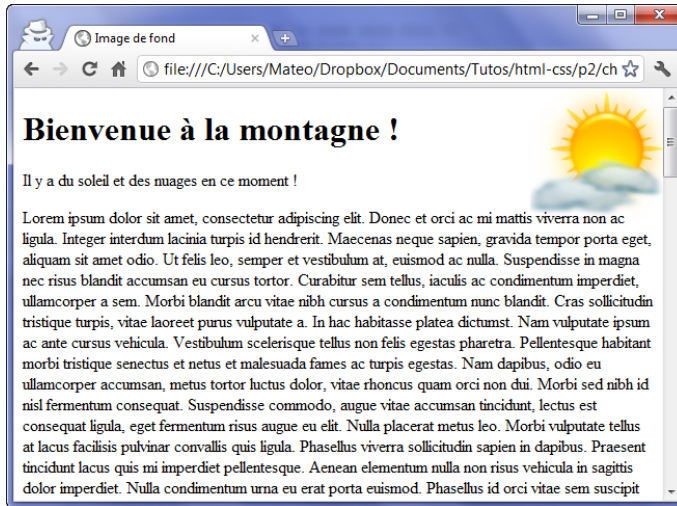 Image de fond
file:///C:/Users/Mateo/Dropbox/Documents/Tutos/html-css/p2/ch
Bienvenue à la montagne !
Il y a du soleil et des nuages en ce moment !
Lorem ipsum dolor sit amet, consectetur adipiscing elit. Donec et orci ac mi mattis viverra non ac
ligula. Integer interdum lacinia turpis id hendrerit. Maecenas neque sapien, gravida tempor porta eget,
aliquam sit amet odio. Ut felis leo, semper et vestibulum at, euismod ac nulla. Suspendisse in magna
nec risus blandit accumsan eu cursus tortor. Curabitur sem tellus, iaculis ac condimentum imperdiet,
ullamcorper a sem. Morbi blandit arcu vitae nibh cursus a condimentum nunc blandit. Cras sollicitudin
tristique turpis, vitae laoreet purus vulputate a. In hac habitasse platea dictumst. Nam vulputate ipsum
ac ante cursus vehicula. Vestibulum scelerisque tellus non felis egestas pharetra. Pellentesque habitant
morbi tristique senectus et netus et malesuada fames ac turpis egestas. Nam dapibus, odio eu
ullamcorper accumsan, metus tortor luctus dolor, vitae rhoncus quam orci non dui. Morbi sed nibh id
nisl fermentum consequat. Suspendisse commodo, augue vitae accumsan tincidunt, lectus est
consequat ligula, eget fermentum risus augue eu elit. Nulla placerat metus leo. Morbi vulputate tellus
at lacus facilisis pulvinar convallis quis ligula. Phasellus viverra sollicitudin sapien in dapibus. Praesent
tincidunt lacus quis mi imperdiet pellentesque. Aenean elementum nulla non risus vehicula in sagittis
dolor imperdiet. Nulla condimentum urna eu erat porta euismod. Phasellus id orci vitae sem suscipit